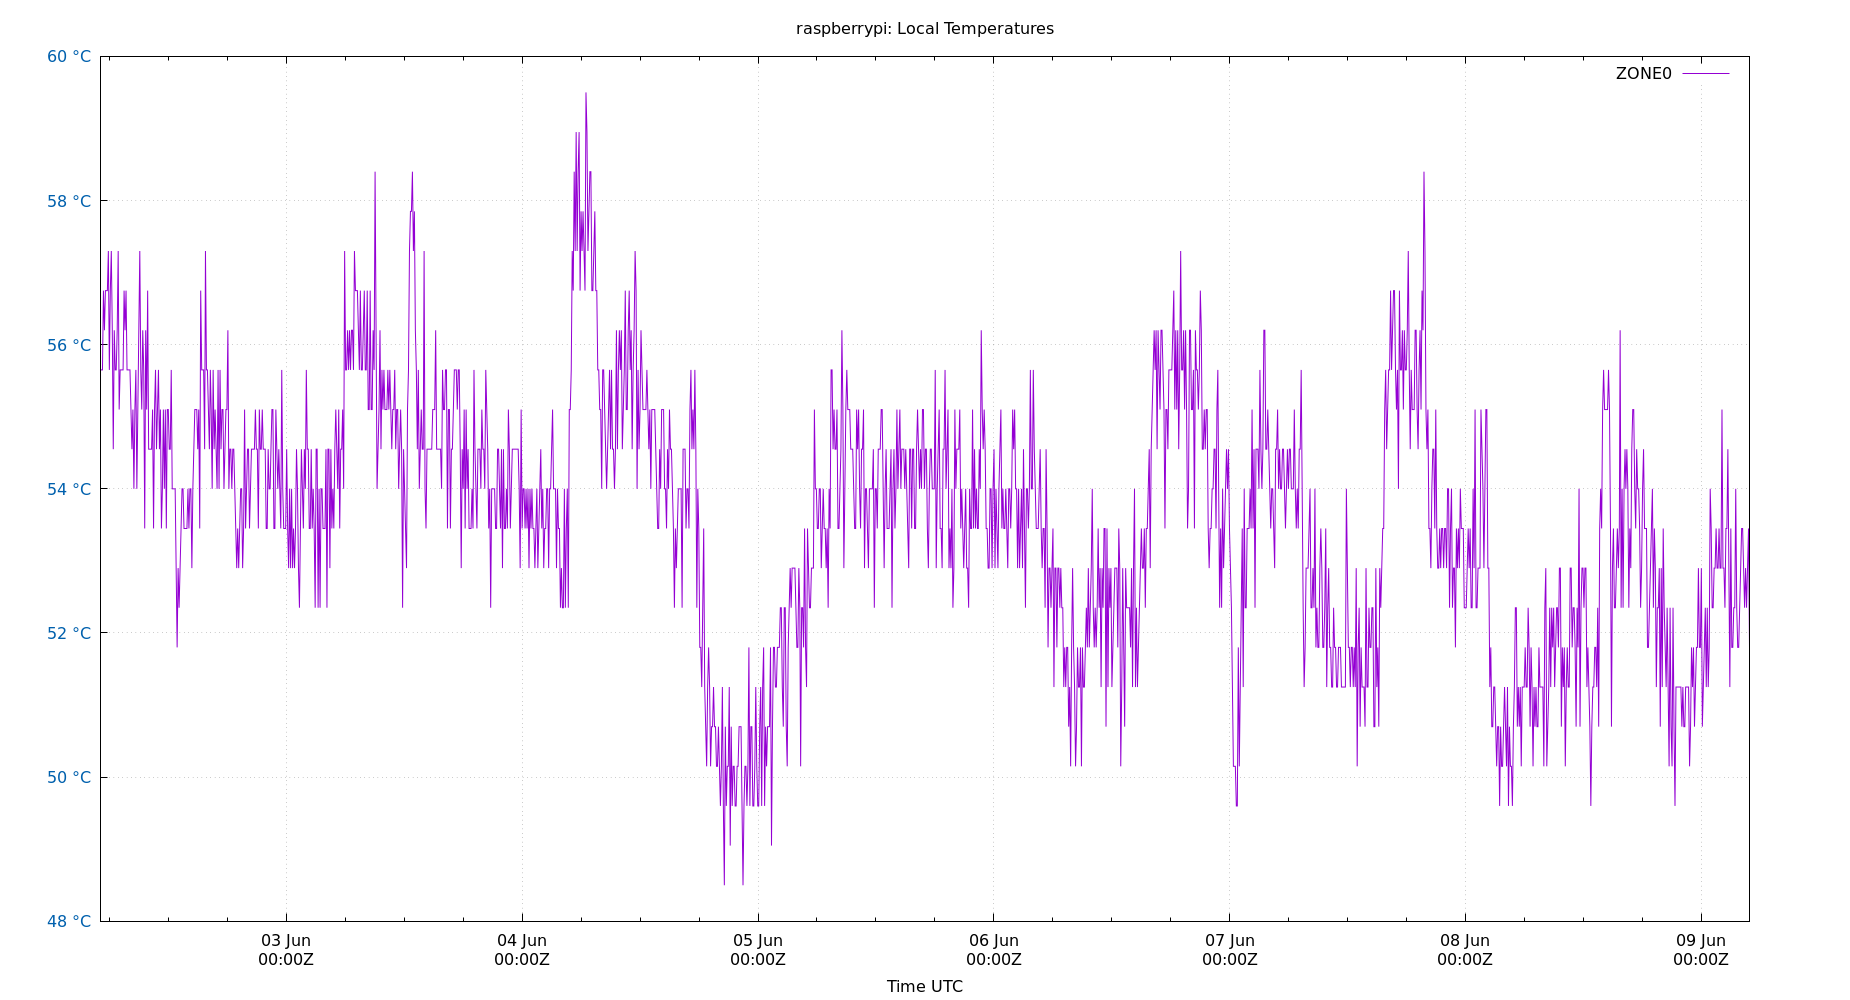 raspberrypi: Local Temperatures
ZONE0
60 °C
58 °C
56 °C
54 °C
52 °C
50 °C
48 °C
03 Jun
00:00Z
04 Jun
00:00Z
05 Jun
00:00Z
06 Jun
00:00Z
07 Jun
00:00Z
08 Jun
00:00Z
09 Jun
00:00Z
Time UTC